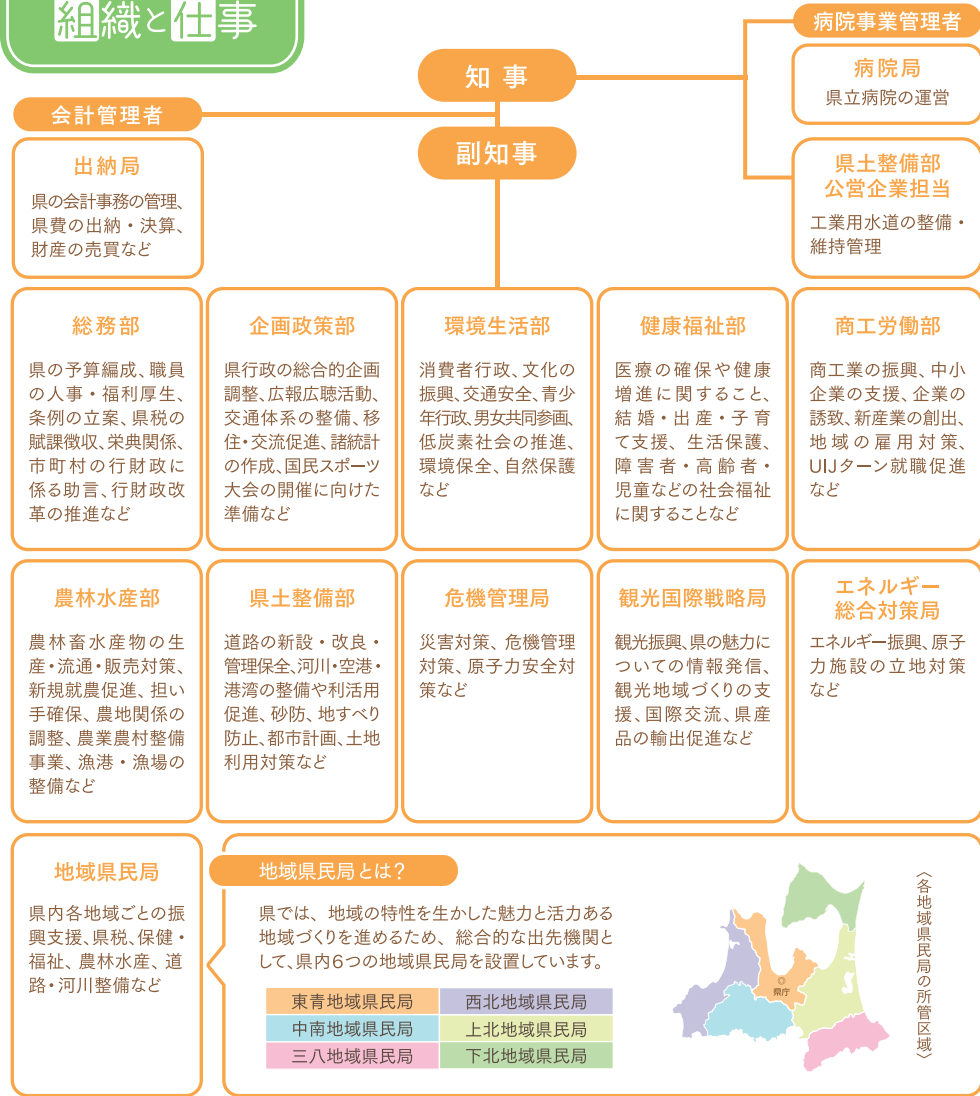 組織と仕事
病院事業管理者
知事
病院局
県立病院の運営
会計管理者
副知事
出納局
県の会計事務の管理、
県費の出納・決算、
財産の売買など
県土整備部
公営企業担当
工業用水道の整備・
維持管理
総務部
県の予算編成、職員
の人事・福利厚生、
条例の立案、県税の
賦課徴収、栄典関係、
市町村の行財政に
係る助言、行財政改
革の推進など
企画政策部
県行政の総合的企画
調整、広報広聴活動、
交通体系の整備、移
住・交流促進、諸統計
の作成、国民スポーツ
大会の開催に向けた
準備など
環境生活部
消費者行政、文化の
振興、交通安全、青少
年行政、男女共同参画、
低炭素社会の推進、
環境保全、自然保護
など
健康福祉部
医療の確保や健康
増進に関すること、
結婚・出産・子育
て支援、生活保護、
障害者・高齢者・
児童などの社会福祉
に関することなど
商工労働部
商工業の振興、中小
企業の支援、企業の
誘致、新産業の創出、
地域の雇用対策、
UIJターン就職促進
など
農林水産部
農林畜水産物の生
産・流通・販売対策、
新規就農促進、担い
手確保、農地関係の
調整、農業農村整備
事業、漁港・漁場の
整備など
県土整備部
道路の新設・改良・
管理保全、河川・空港・
港湾の整備や利活用
促進、砂防、地すべり
防止、都市計画、土地
利用対策など
危機管理局
災害対策、危機管理
対策、原子力安全対
策など
観光国際戦略局
観光振興、県の魅力に
ついての情報発信、
観光地域づくりの支
援、国際交流、県産
品の輸出促進など
エネルギー
総合対策局
エネルギー振興、原子
力施設の立地対策
など
地域県民局
県内各地域ごとの振
興支援、県税、保健・
福祉、農林水産、道
路・河川整備など
地域県民局とは？
県では、地域の特性を生かした魅力と活力ある
地域づくりを進めるため、総合的な出先機関と
して、県内6つの地域県民局を設置しています。
東青地域県民局 西北地域県民局
中南地域県民局 上北地域県民局
三八地域県民局 下北地域県民局
県庁
〈各地域県民局の所管区域〉